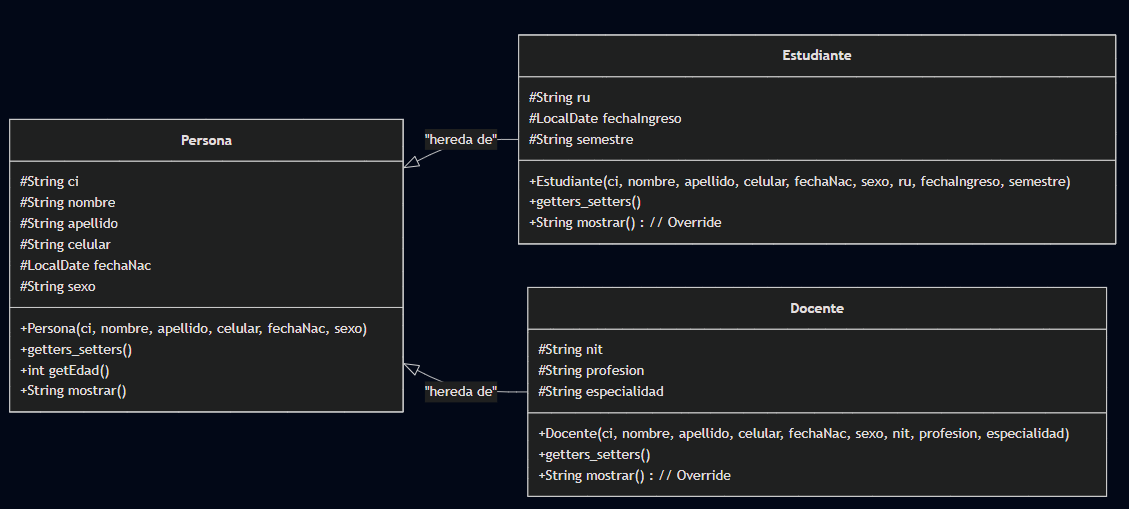 Persona
#String ci
#String nombre
#String apellido
#String celular
#LocalDate fechaNac
#String sexo
+Persona(ci, nombre, apellido, celular, fechaNac, sexo)
+getters_setters()
+int getEdad()
+String mostrar()
"hereda de"
"hereda de"
Estudiante
#String ru
#LocalDate fechaIngreso
#String semestre
+Estudiante(ci, nombre, apellido, celular, fechaNac, sexo, ru, fechaIngreso, semestre)
+getters_setters()
+String mostrar() : // Override
Docente
#String nit
#String profesion
#String especialidad
+Docente(ci, nombre, apellido, celular, fechaNac, sexo, nit, profesion, especialidad)
+getters_setters()
+String mostrar() : // Override